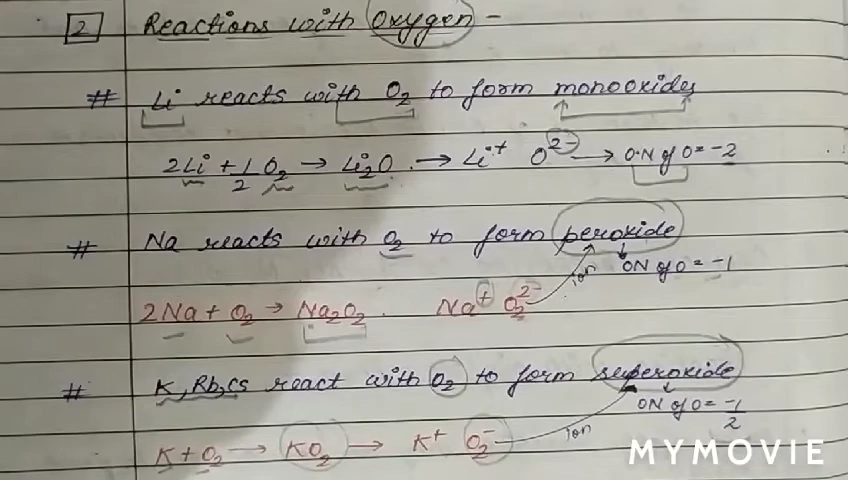 2 Reactions with Oxygen -
# Li reacts with O2 to form monooxides
2Li + 1/2 O2 → Li2O → Li+ O2- → O.N of O = -2
# Na reacts with O2 to form peroxide
ion ON of O = -1
2Na + O2 → Na2O2. Na+ O2 2-
# K, Rb, Cs react with O2 to form superoxide
ON of O = -1/2
K + O2 → KO2 → K+ O2- ion
MYMOVIE